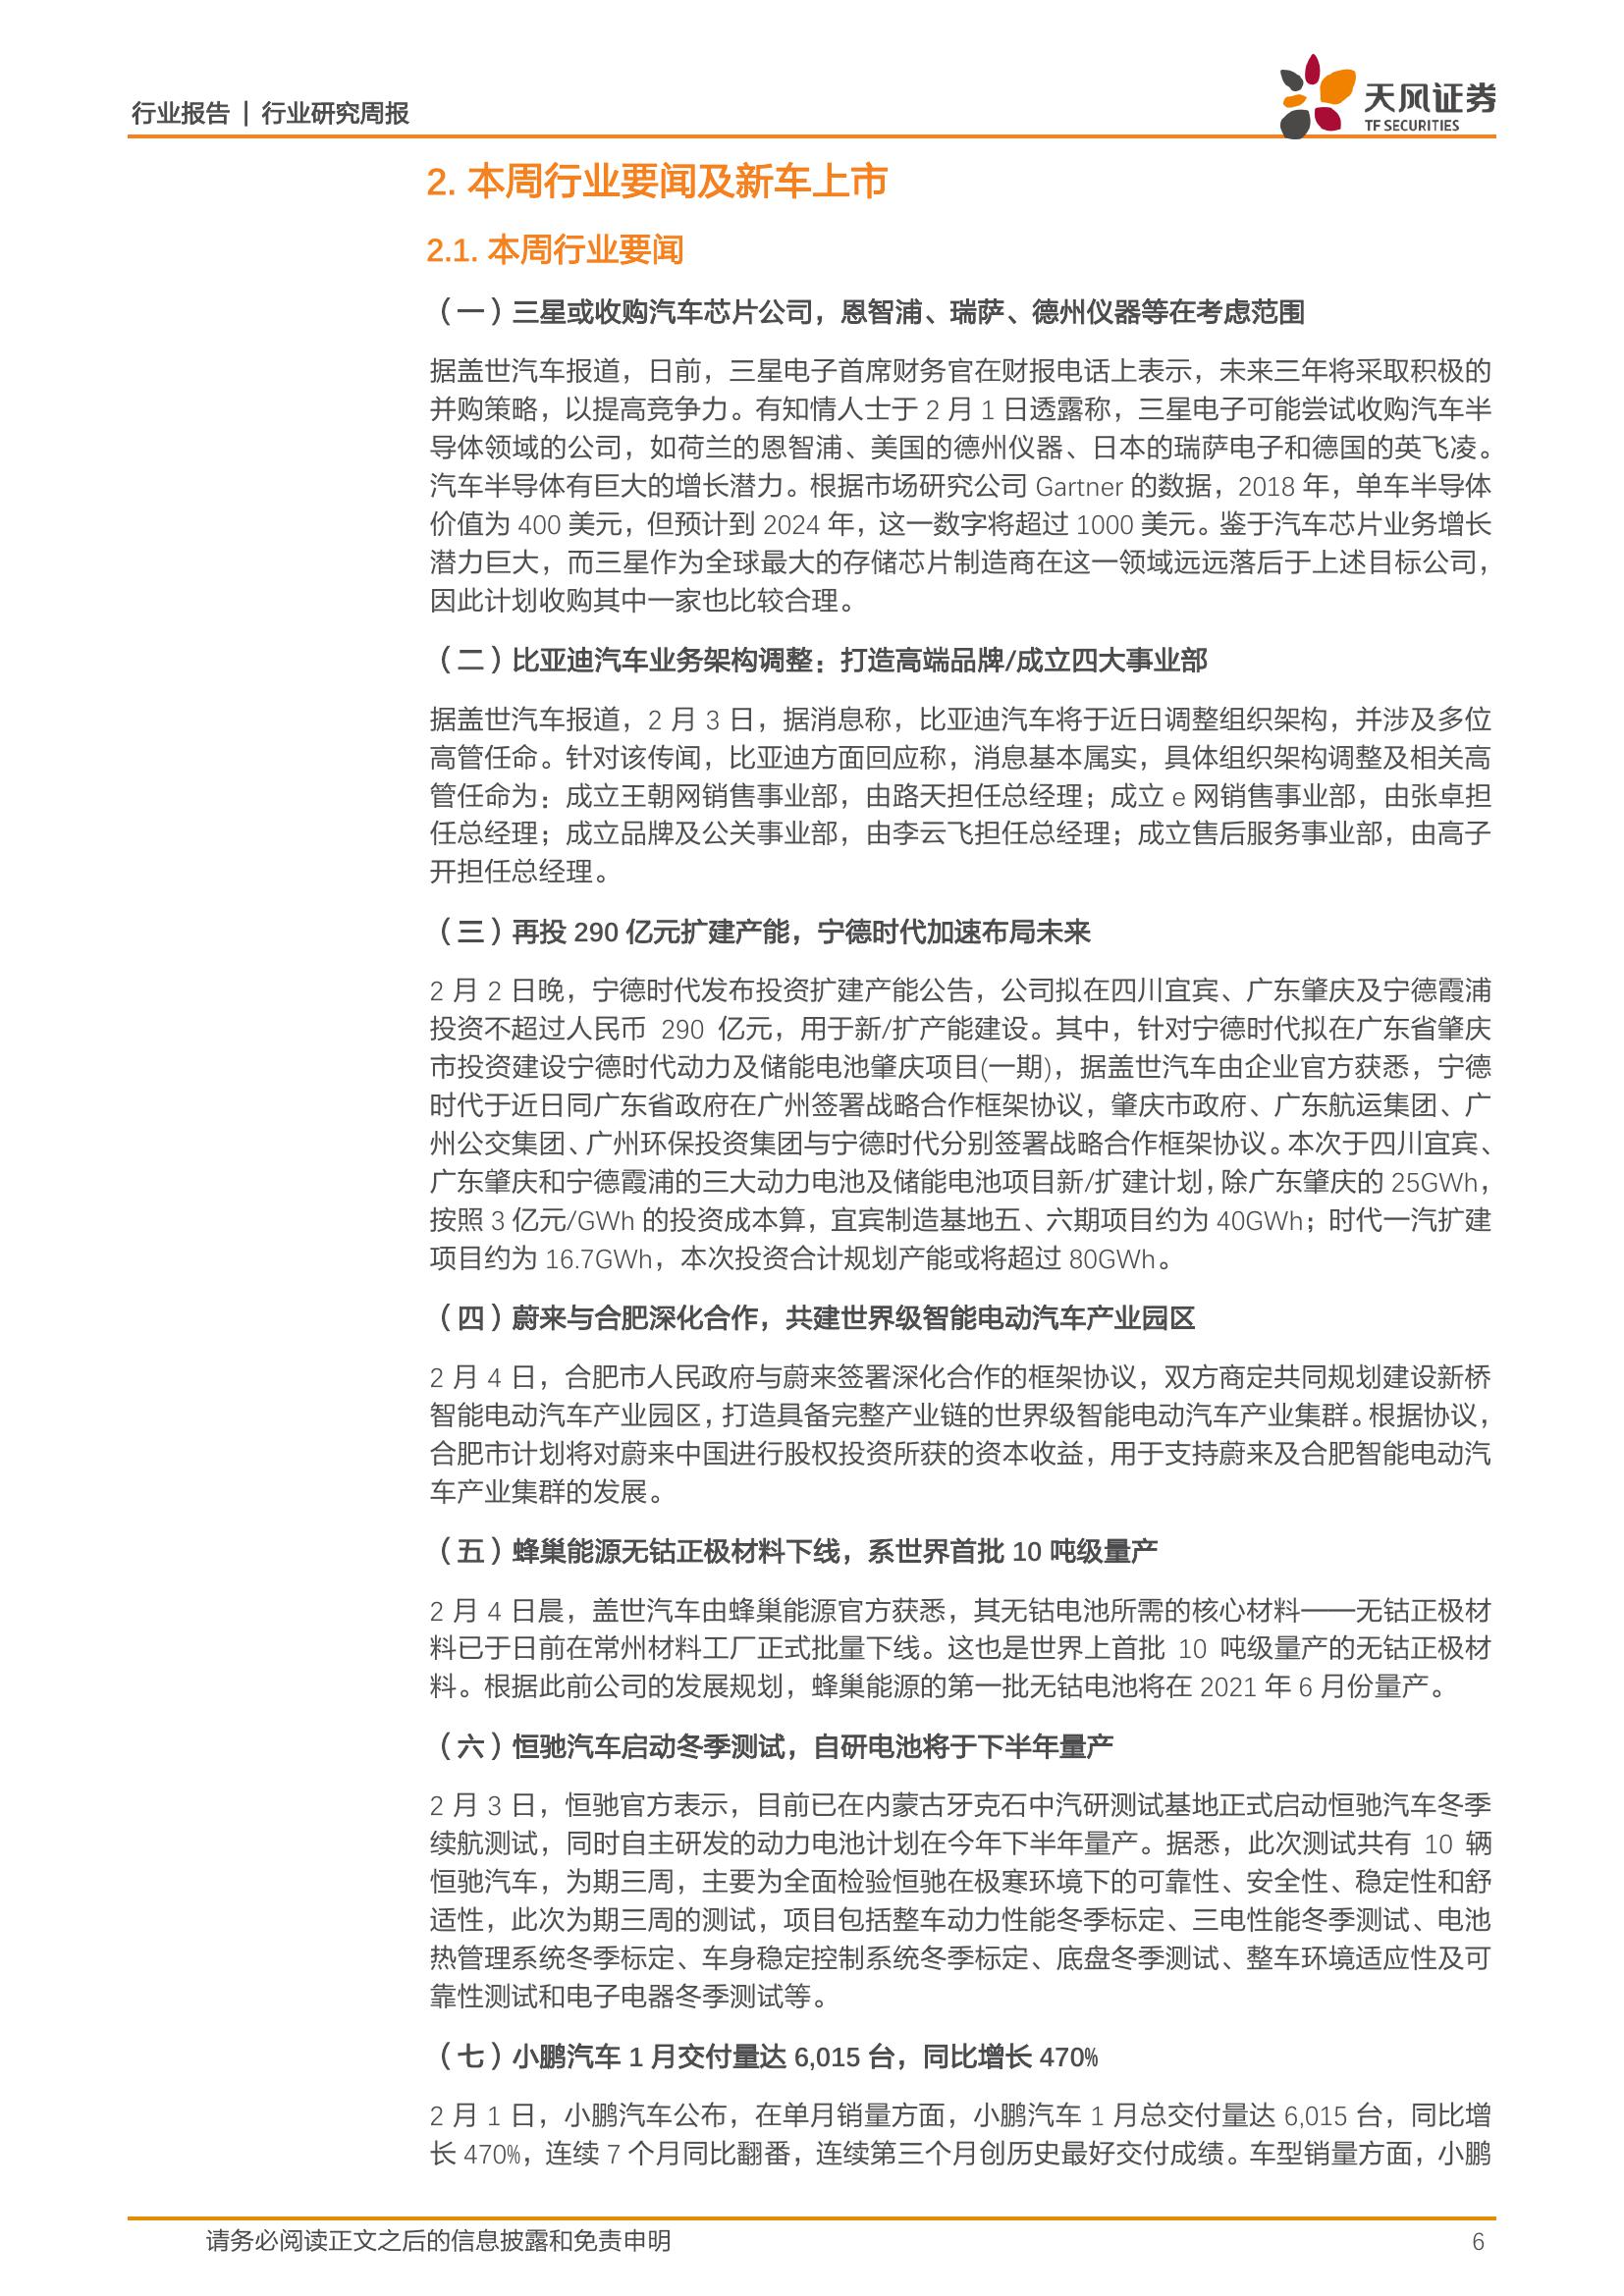 行业报告 | 行业研究周报
天风证券
TF SECURITIES
2. 本周行业要闻及新车上市
2.1. 本周行业要闻
（一）三星或收购汽车芯片公司，恩智浦、瑞萨、德州仪器等在考虑范围
据盖世汽车报道，日前，三星电子首席财务官在财报电话上表示，未来三年将采取积极的
并购策略，以提高竞争力。有知情人士于 2 月 1 日透露称，三星电子可能尝试收购汽车半
导体领域的公司，如荷兰的恩智浦、美国的德州仪器、日本的瑞萨电子和德国的英飞凌。
汽车半导体有巨大的增长潜力。根据市场研究公司 Gartner 的数据，2018 年，单车半导体
价值为 400 美元，但预计到 2024 年，这一数字将超过 1000 美元。鉴于汽车芯片业务增长
潜力巨大，而三星作为全球最大的存储芯片制造商在这一领域远远落后于上述目标公司，
因此计划收购其中一家也比较合理。
（二）比亚迪汽车业务架构调整：打造高端品牌/成立四大事业部
据盖世汽车报道，2 月 3 日，据消息称，比亚迪汽车将于近日调整组织架构，并涉及多位
高管任命。针对该传闻，比亚迪方面回应称，消息基本属实，具体组织架构调整及相关高
管任命为：成立王朝网销售事业部，由路天担任总经理；成立 e 网销售事业部，由张卓担
任总经理；成立品牌及公关事业部，由李云飞担任总经理；成立售后服务事业部，由高子
开担任总经理。
（三）再投 290 亿元扩建产能，宁德时代加速布局未来
2 月 2 日晚，宁德时代发布投资扩建产能公告，公司拟在四川宜宾、广东肇庆及宁德霞浦
投资不超过人民币 290 亿元，用于新/扩产能建设。其中，针对宁德时代拟在广东省肇庆
市投资建设宁德时代动力及储能电池肇庆项目(一期)，据盖世汽车由企业官方获悉，宁德
时代于近日同广东省政府在广州签署战略合作框架协议，肇庆市政府、广东航运集团、广
州公交集团、广州环保投资集团与宁德时代分别签署战略合作框架协议。本次于四川宜宾、
广东肇庆和宁德霞浦的三大动力电池及储能电池项目新/扩建计划，除广东肇庆的 25GWh，
按照 3 亿元/GWh 的投资成本算，宜宾制造基地五、六期项目约为 40GWh；时代一汽扩建
项目约为 16.7GWh，本次投资合计规划产能或将超过 80GWh。
（四）蔚来与合肥深化合作，共建世界级智能电动汽车产业园区
2 月 4 日，合肥市人民政府与蔚来签署深化合作的框架协议，双方商定共同规划建设新桥
智能电动汽车产业园区，打造具备完整产业链的世界级智能电动汽车产业集群。根据协议，
合肥市计划将对蔚来中国进行股权投资所获的资本收益，用于支持蔚来及合肥智能电动汽
车产业集群的发展。
（五）蜂巢能源无钴正极材料下线，系世界首批 10 吨级量产
2 月 4 日晨，盖世汽车由蜂巢能源官方获悉，其无钴电池所需的核心材料——无钴正极材
料已于日前在常州材料工厂正式批量下线。这也是世界上首批 10 吨级量产的无钴正极材
料。根据此前公司的发展规划，蜂巢能源的第一批无钴电池将在 2021 年 6 月份量产。
（六）恒驰汽车启动冬季测试，自研电池将于下半年量产
2 月 3 日，恒驰官方表示，目前已在内蒙古牙克石中汽研测试基地正式启动恒驰汽车冬季
续航测试，同时自主研发的动力电池计划在今年下半年量产。据悉，此次测试共有 10 辆
恒驰汽车，为期三周，主要为全面检验恒驰在极寒环境下的可靠性、安全性、稳定性和舒
适性，此次为期三周的测试，项目包括整车动力性能冬季标定、三电性能冬季测试、电池
热管理系统冬季标定、车身稳定控制系统冬季标定、底盘冬季测试、整车环境适应性及可
靠性测试和电子电器冬季测试等。
（七）小鹏汽车 1 月交付量达 6,015 台，同比增长 470%
2 月 1 日，小鹏汽车公布，在单月销量方面，小鹏汽车 1 月总交付量达 6,015 台，同比增
长 470%，连续 7 个月同比翻番，连续第三个月创历史最好交付成绩。车型销量方面，小鹏
请务必阅读正文之后的信息披露和免责申明
6